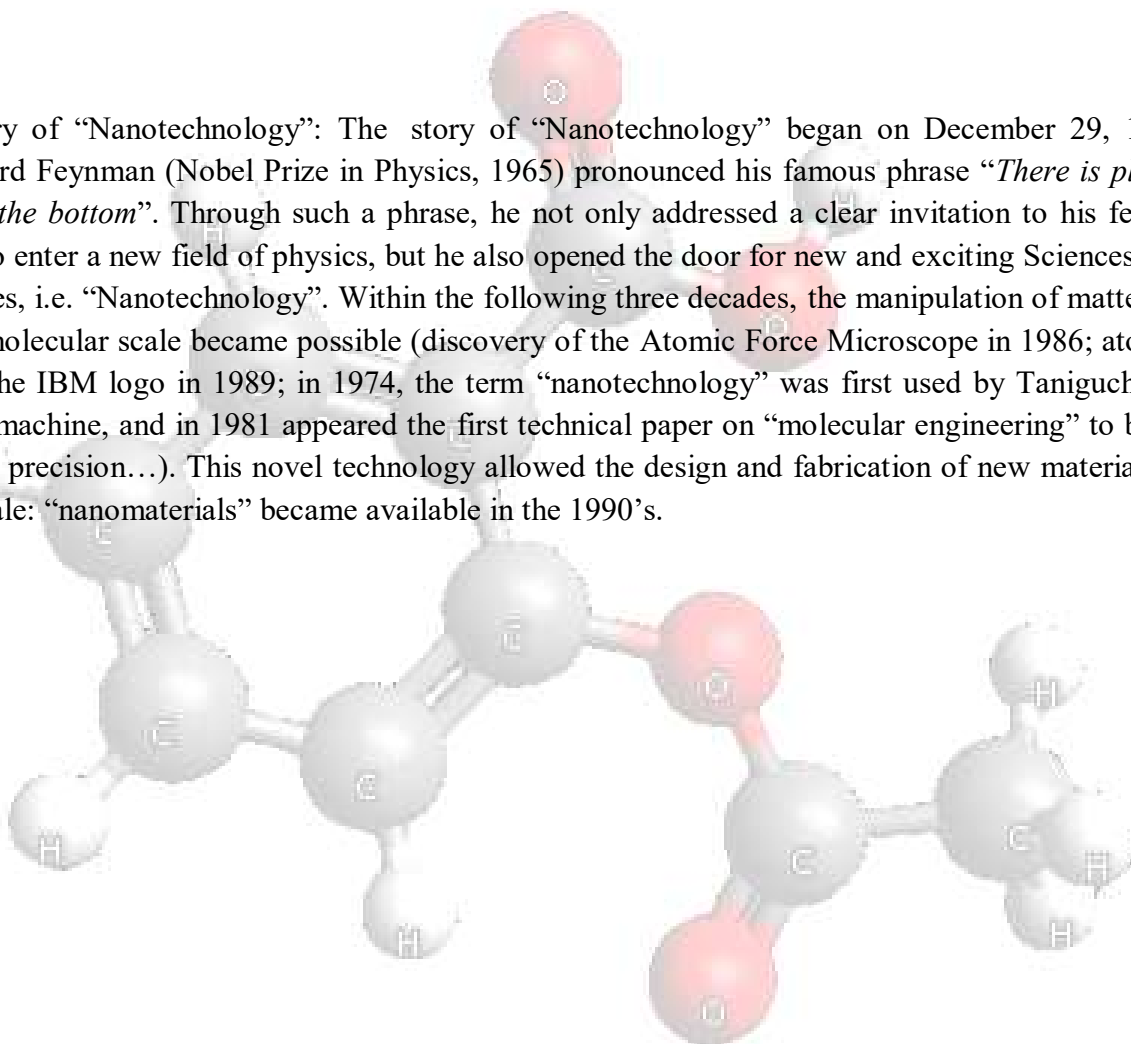 ry of “Nanotechnology”: The story of “Nanotechnology” began on December 29, 1
rd Feynman (Nobel Prize in Physics, 1965) pronounced his famous phrase “There is pl
the bottom”. Through such a phrase, he not only addressed a clear invitation to his fe
o enter a new field of physics, but he also opened the door for new and exciting Sciences
es, i.e. “Nanotechnology”. Within the following three decades, the manipulation of matte
molecular scale became possible (discovery of the Atomic Force Microscope in 1986; ato
he IBM logo in 1989; in 1974, the term “nanotechnology” was first used by Taniguch
machine, and in 1981 appeared the first technical paper on “molecular engineering” to b
precision…). This novel technology allowed the design and fabrication of new materia
ale: “nanomaterials” became available in the 1990’s.
O
H
H
C
O
C
C
C
C
O
H
C
C
C
C
H
H
H
H
H
O